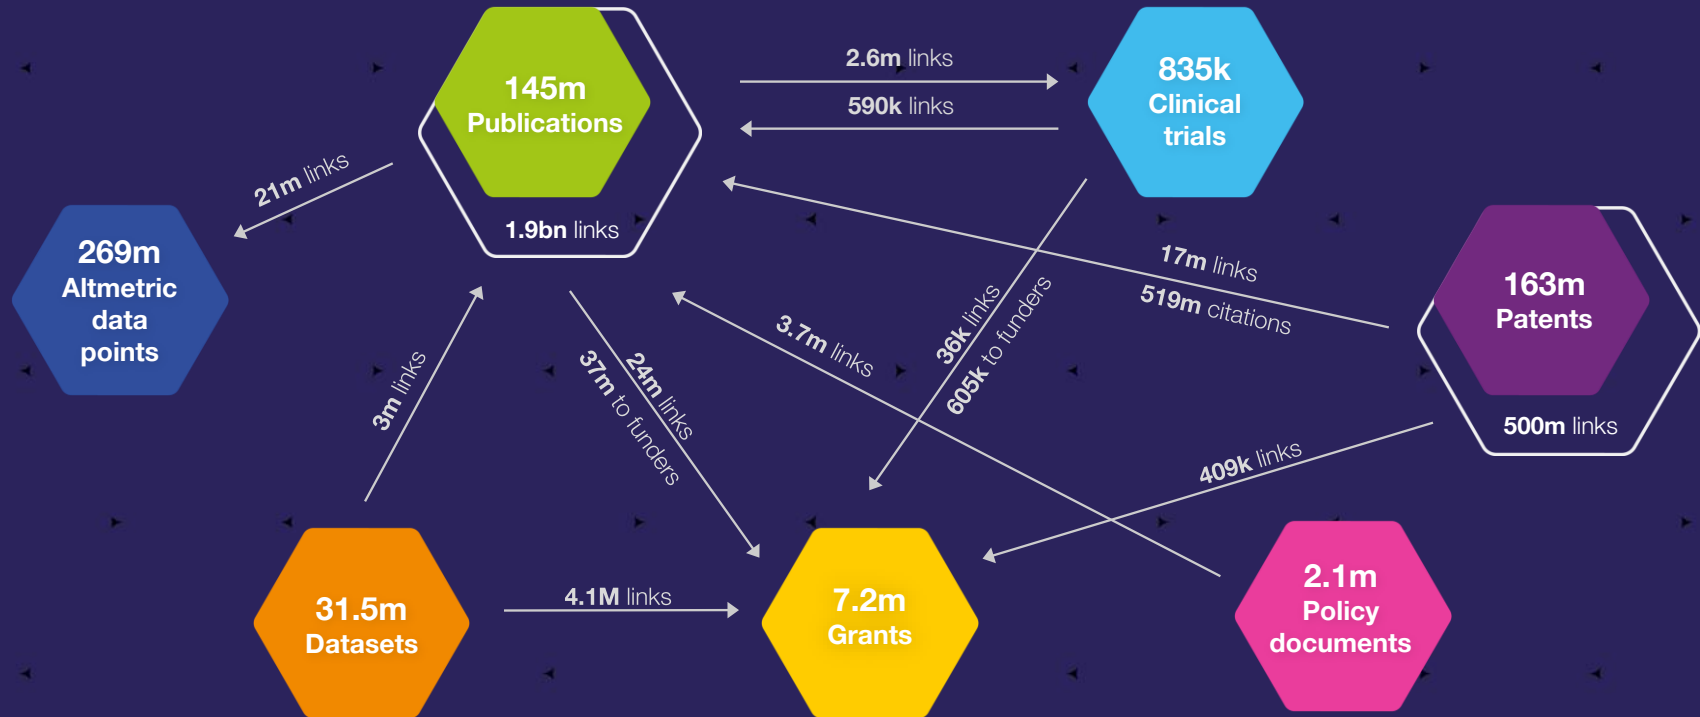 145m
Publications
1.9bn links
2.6m links
590k links
835k
Clinical
trials
21m links
269m
Altmetric
data
points
17m links
519m citations
163m
Patents
500m links
36k links
605k to funders
3.7m links
24m links
37m to funders
3m links
409k links
31.5m
Datasets
4.1M links
7.2m
Grants
2.1m
Policy
documents